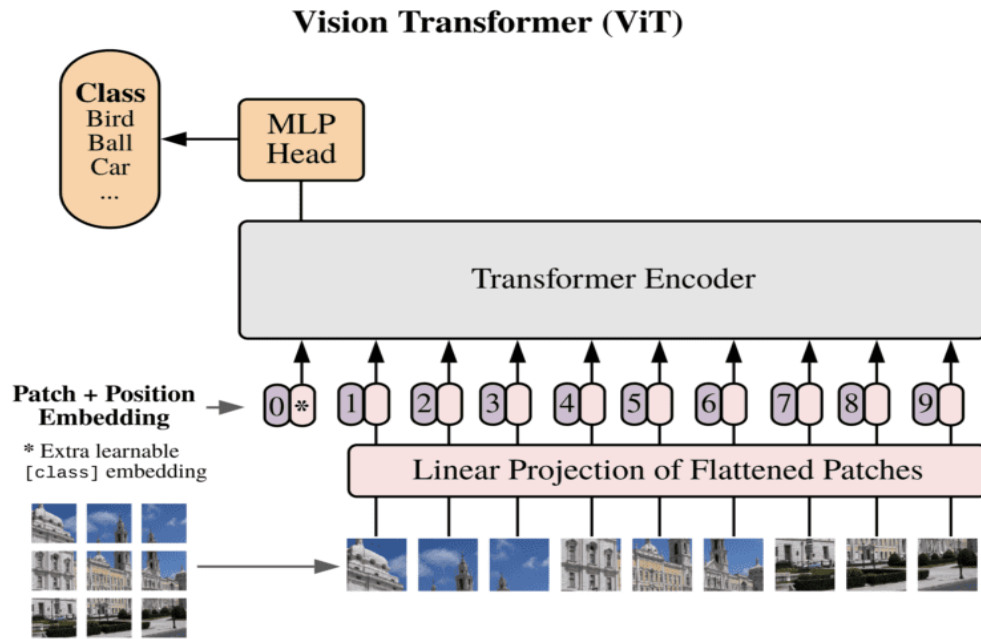 Vision Transformer (ViT)
Class
Bird
Ball
Car
...
MLP
Head
Transformer Encoder
Patch + Position
Embedding
* Extra learnable
[class] embedding
0 * 1 2 3 4 5 6 7 8 9
Linear Projection of Flattened Patches